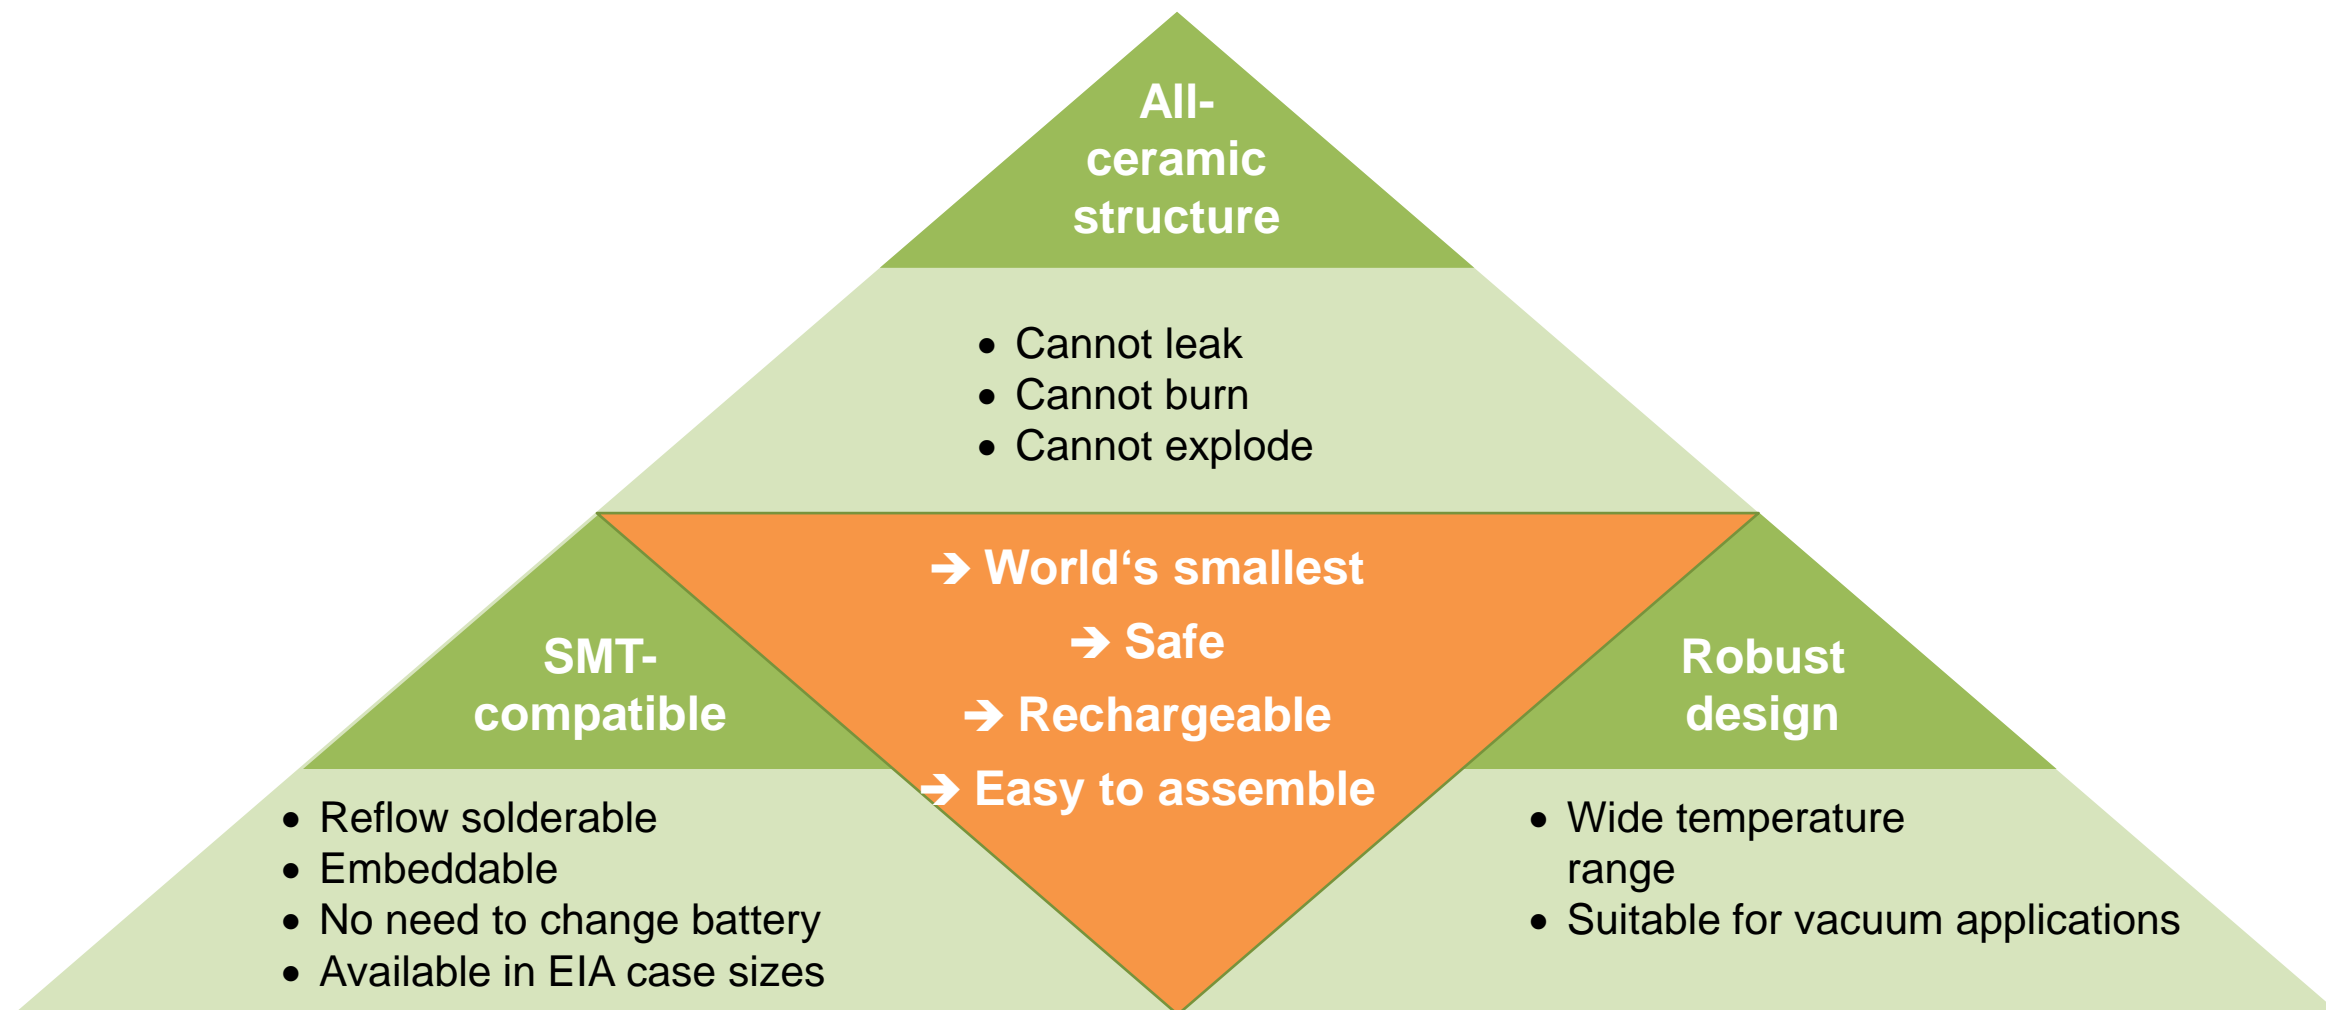 All-
ceramic
structure
• Cannot leak
• Cannot burn
• Cannot explode
➔ World‘s smallest
➔ Safe
➔ Rechargeable
➔ Easy to assemble
SMT-
compatible
• Reflow solderable
• Embeddable
• No need to change battery
• Available in EIA case sizes
Robust
design
• Wide temperature
range
• Suitable for vacuum applications